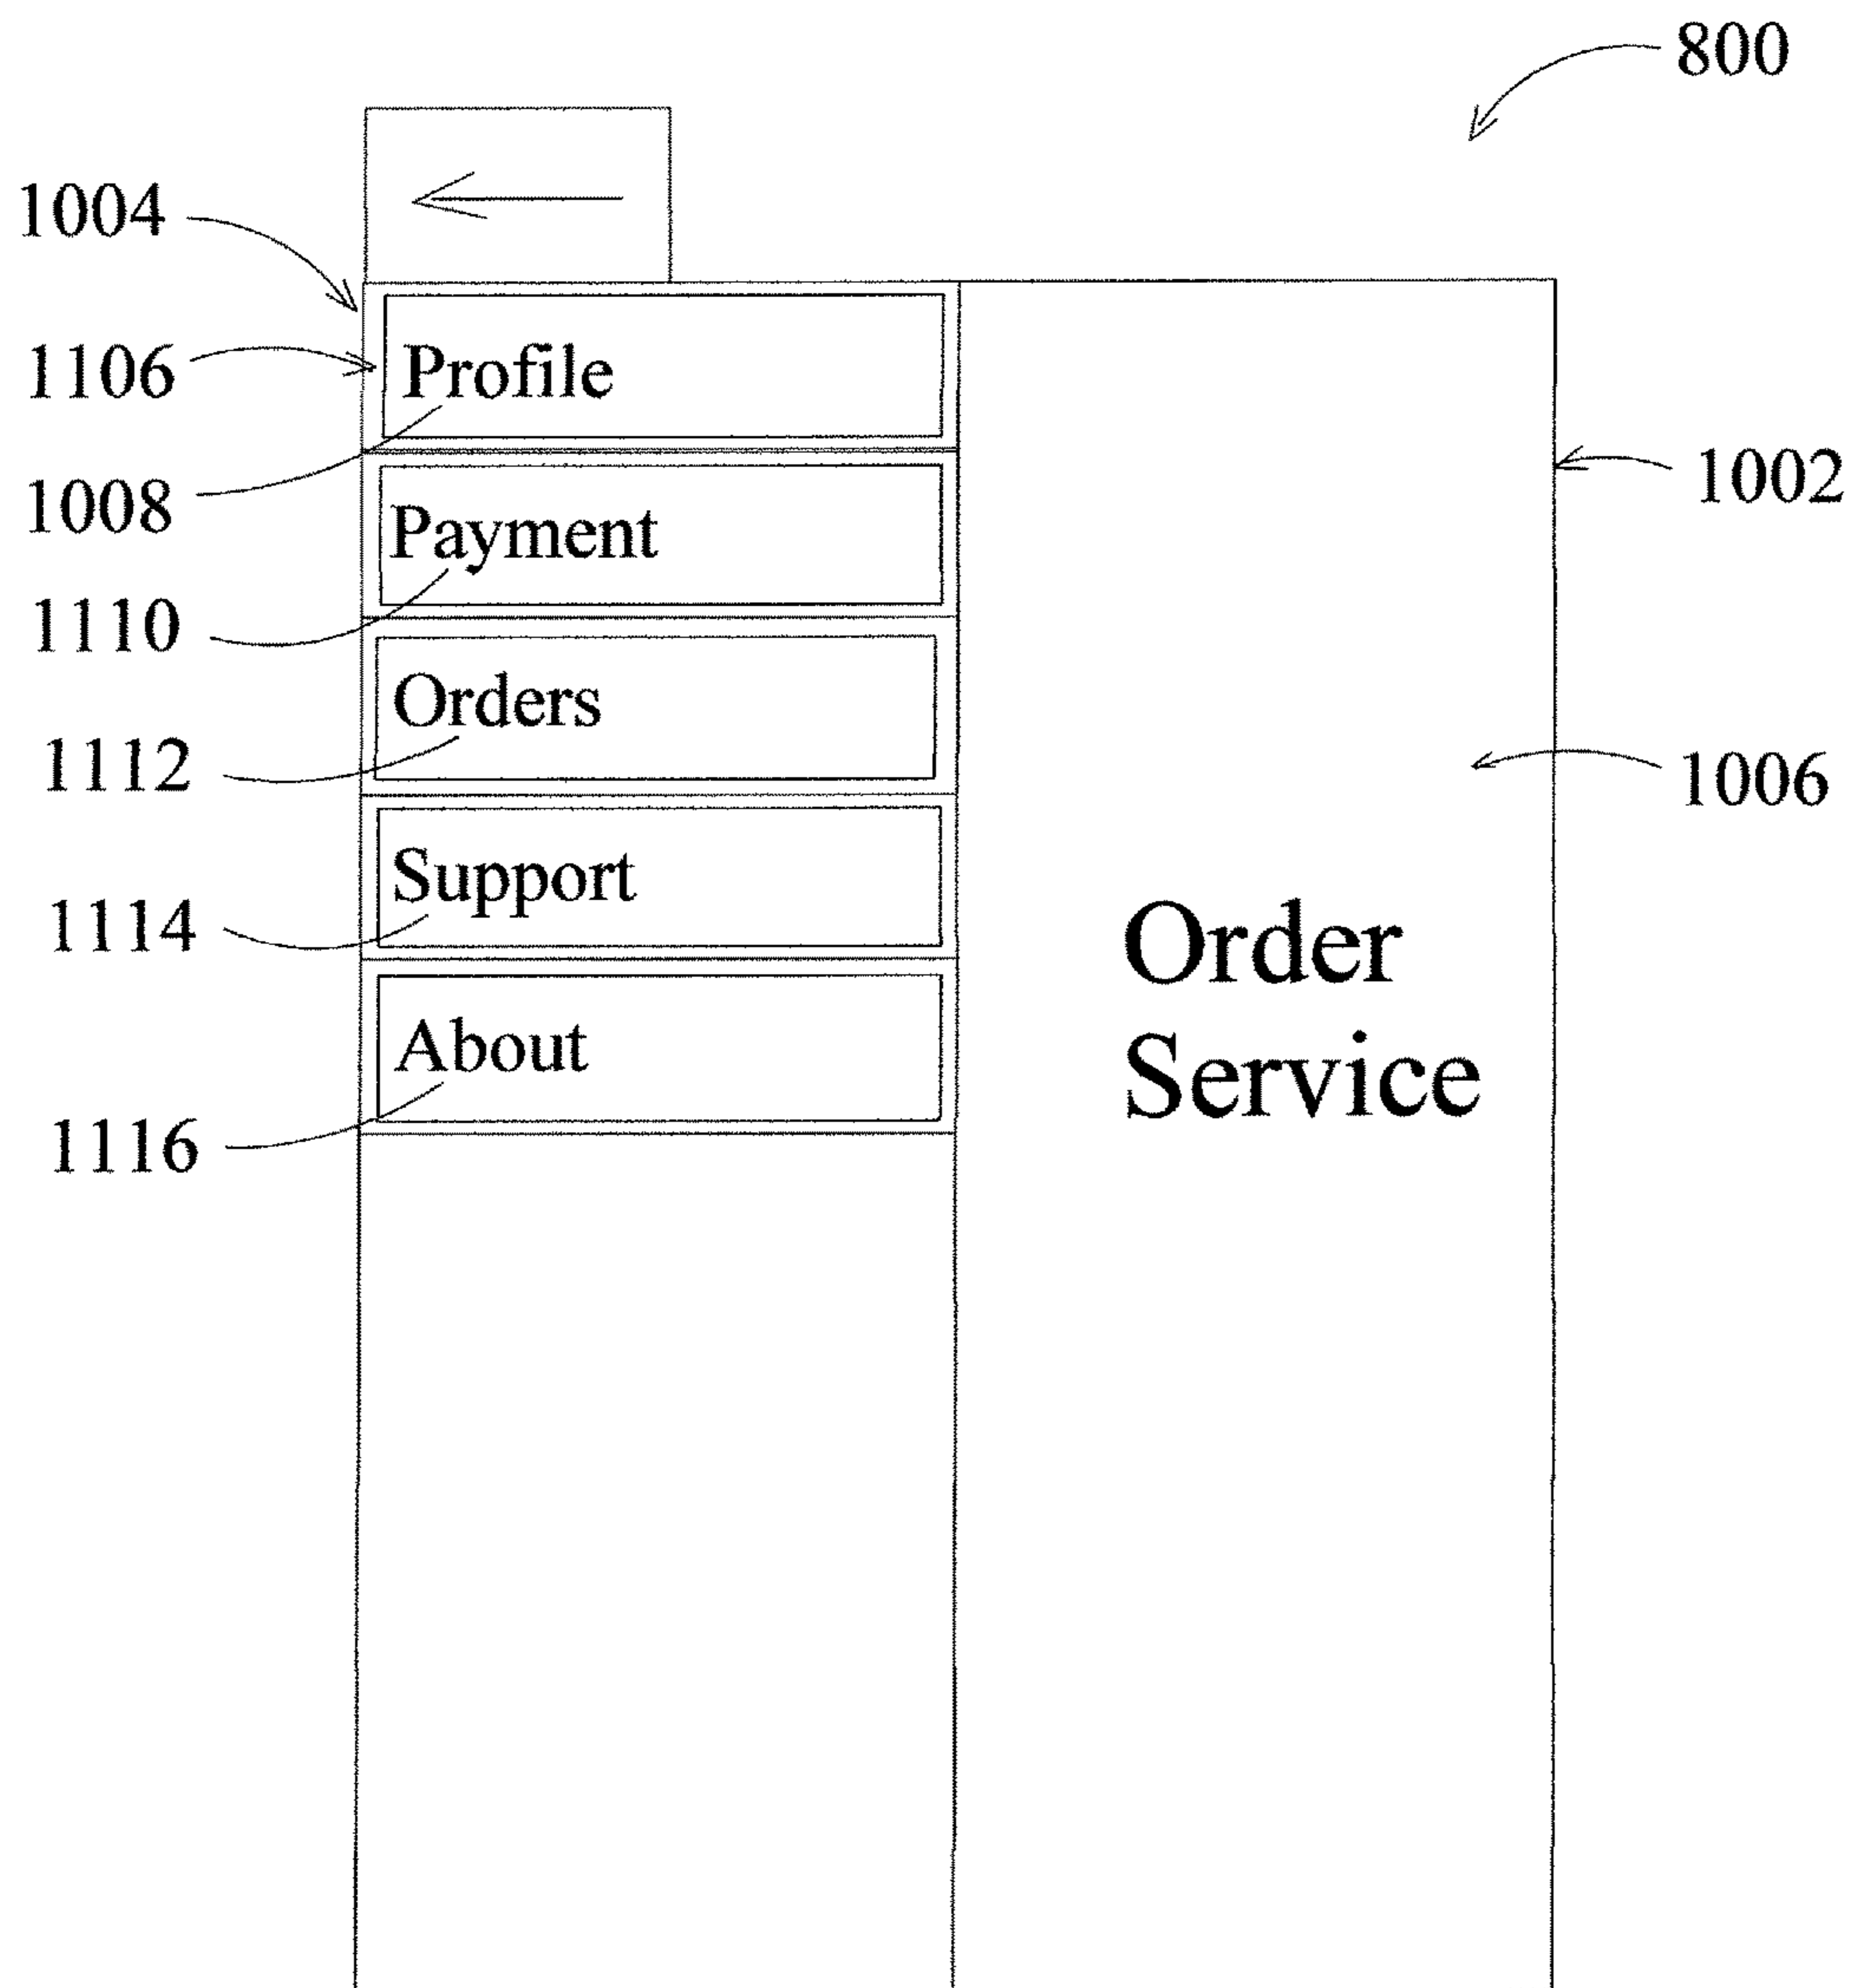 800
1004
1106
Profile
1008
1002
Payment
1110
Orders
1112
1006
Support
1114
Order
Service
About
1116